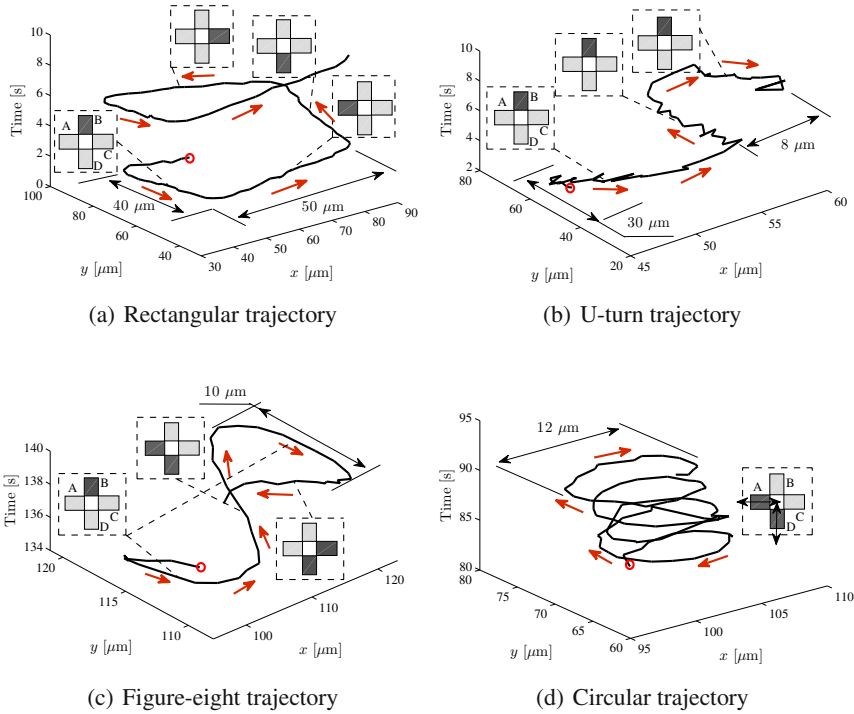 10
8
6
4
2
0
Time [s]
A
B
C
D
100
80
60
40
y [μm]
30
40
50
60
70
80
90
x [μm]
40 μm
50 μm
(a) Rectangular trajectory
10
8
6
4
2
Time [s]
A
B
C
D
80
60
40
20
y [μm]
45
50
55
60
x [μm]
30 μm
8 μm
(b) U-turn trajectory
140
138
136
134
Time [s]
A
B
C
D
10 μm
120
115
110
y [μm]
100
110
120
x [μm]
(c) Figure-eight trajectory
95
90
85
80
Time [s]
12 μm
A
B
C
D
75
70
65
60
y [μm]
95
100
105
110
x [μm]
(d) Circular trajectory